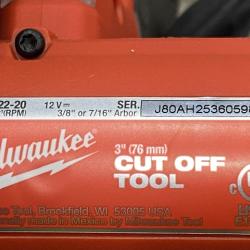 22-20 12 V⎓ SER. J80AH2536059
(RPM) 3/8" or 7/16" Arbor
Milwaukee
3" (76 mm)
CUT OFF
TOOL
Tool, Brookfield, WI 53005 USA
Made in Mexico by Milwaukee Tool